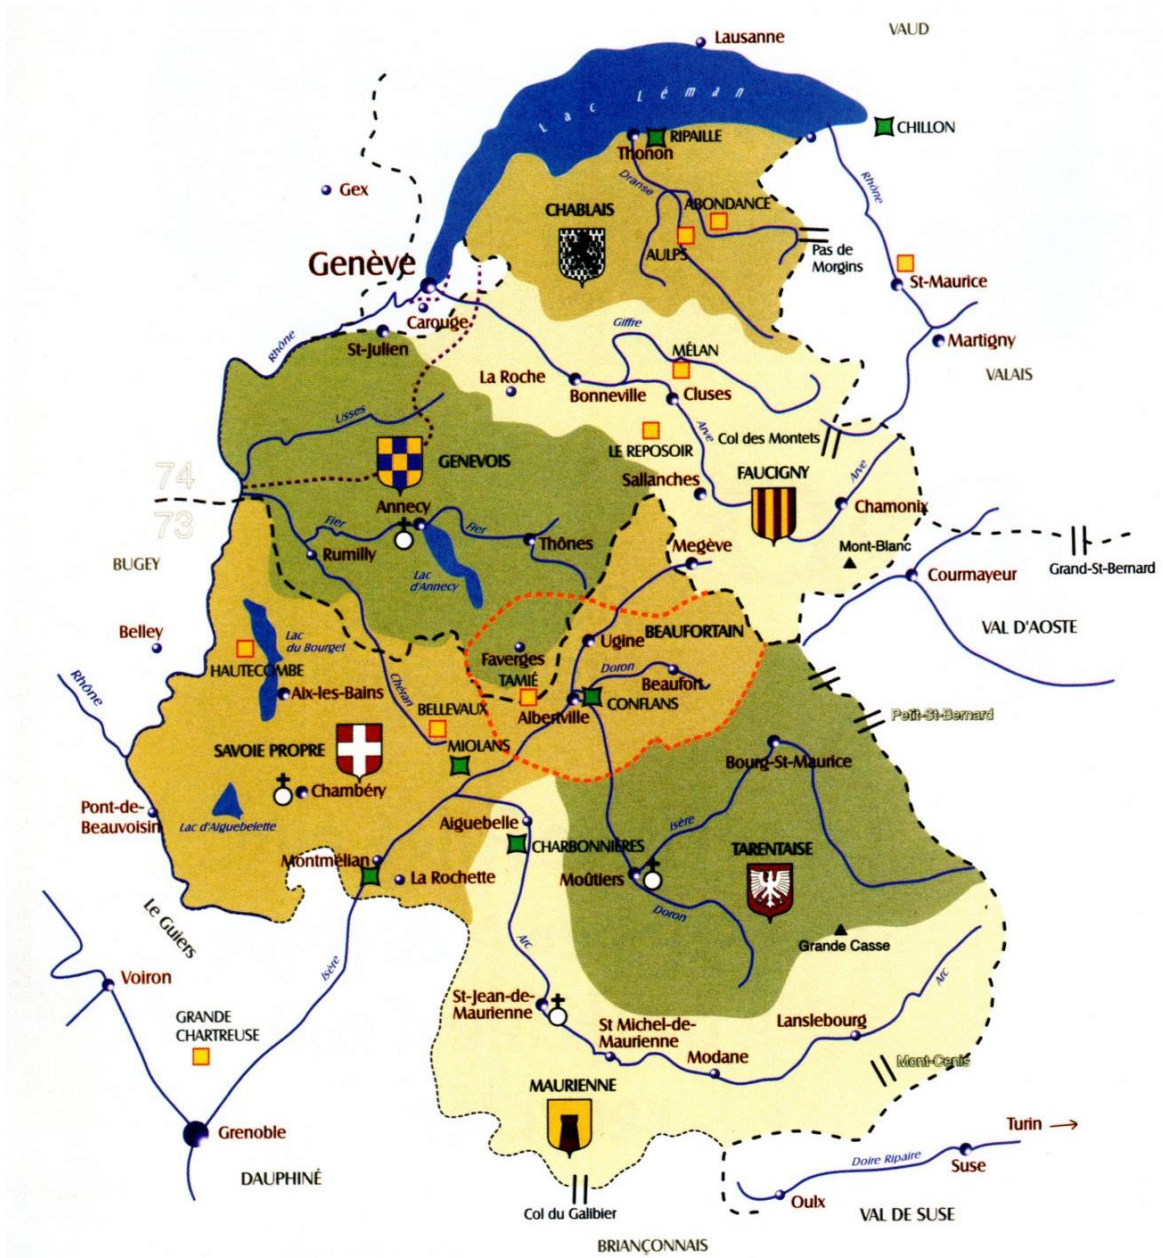 VAUD
Lausanne
Lac Léman
CHILLON
RIPAILLE
Thonon
Gex
Dranse
Rhône
ABONDANCE
CHABLAIS
AULPS
Pas de
Morgins
Genève
St-Maurice
Carouge
Rhône
St-Julien
Giffre
Martigny
MÉLAN
VALAIS
La Roche
Bonneville
Cluses
Usses
Arve
Col des Montets
LE REPOSOIR
GENEVOIS
74
FAUCIGNY
Arve
Sallanches
Chamonix
73
Annecy
Fier
Fier
Thônes
Megève
Mont-Blanc
Rumilly
BUGEY
Grand-St-Bernard
Courmayeur
Lac
d'Annecy
VAL D'AOSTE
Belley
Lac
du Bourget
Ugine
BEAUFORTAIN
Faverges
HAUTECOMBE
Doron
TAMIÉ
Beaufort
Rhône
Chéran
Aix-les-Bains
CONFLANS
BELLEVAUX
Albertville
Petit-St-Bernard
SAVOIE PROPRE
MIOLANS
Bourg-St-Maurice
Chambéry
Pont-de-
Beauvoisin
Lac d'Aiguebelette
Aiguebelle
Isère
CHARBONNIÈRES
TARENTAISE
Montmélian
La Rochette
Moûtiers
Doron
Le Guiers
Arc
Grande Casse
Isère
Voiron
Arc
St-Jean-de-
Maurienne
GRANDE
CHARTREUSE
Lanslebourg
St Michel-de-
Maurienne
Modane
Mont-Cenis
MAURIENNE
Grenoble
Turin
Doire Ripaire
Suse
DAUPHINÉ
Oulx
Col du Galibier
VAL DE SUSE
BRIANÇONNAIS